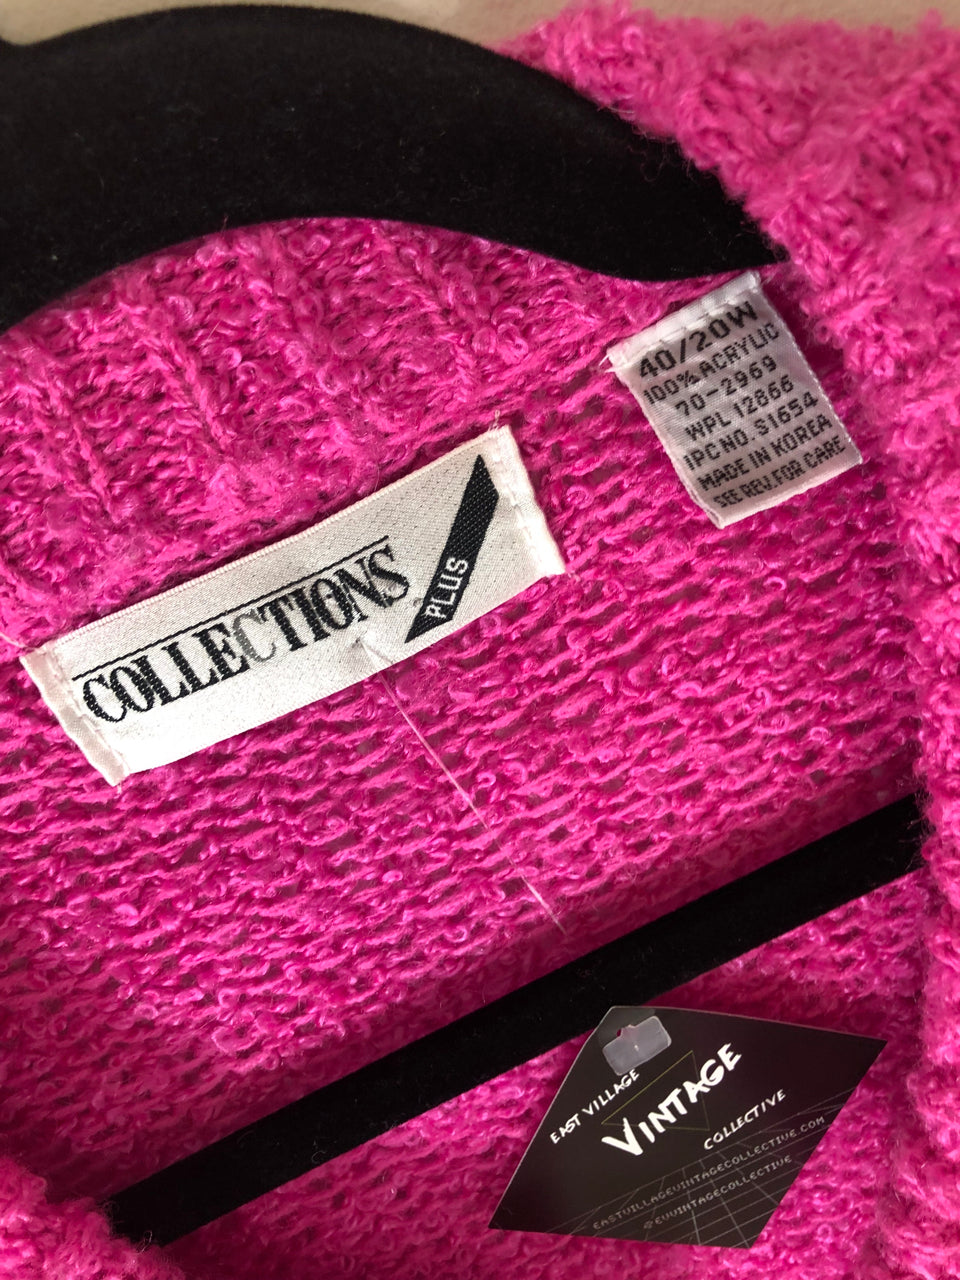 40/20W
100% ACRYLIC
70-2969
WPL 12866
IPC NO. S1654
MADE IN KOREA
SEE REV. FOR CARE
COLLECTIONS
PLUS
EAST VILLAGE
VINTAGE
COLLECTIVE
EASTVILLAGEVINTAGECOLLECTIVE.COM
@EVVINTAGECOLLECTIVE